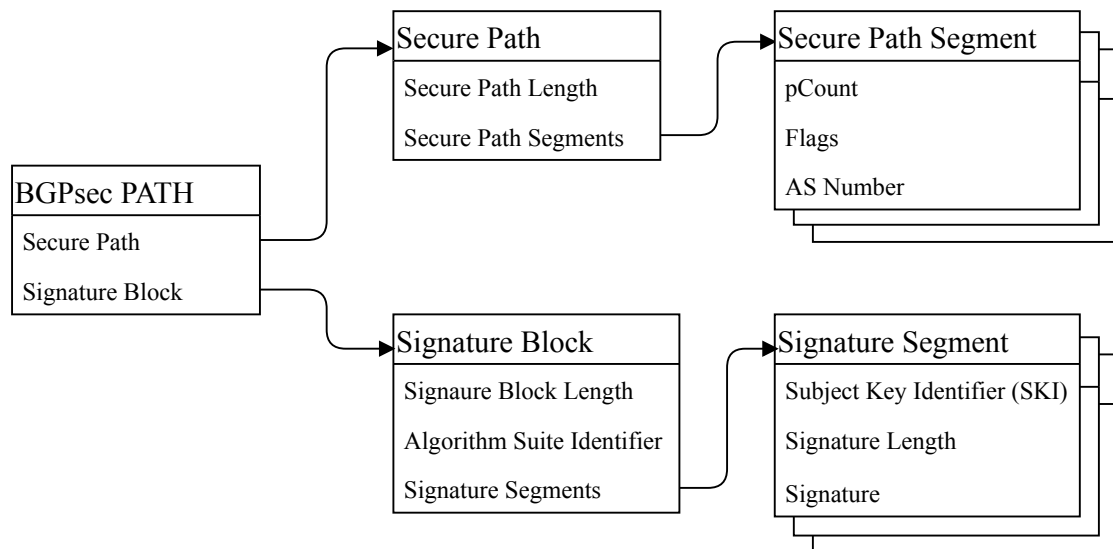 BGPsec PATH
Secure Path
Signature Block
Secure Path
Secure Path Length
Secure Path Segments
Secure Path Segment
pCount
Flags
AS Number
Signature Block
Signaure Block Length
Algorithm Suite Identifier
Signature Segments
Signature Segment
Subject Key Identifier (SKI)
Signature Length
Signature